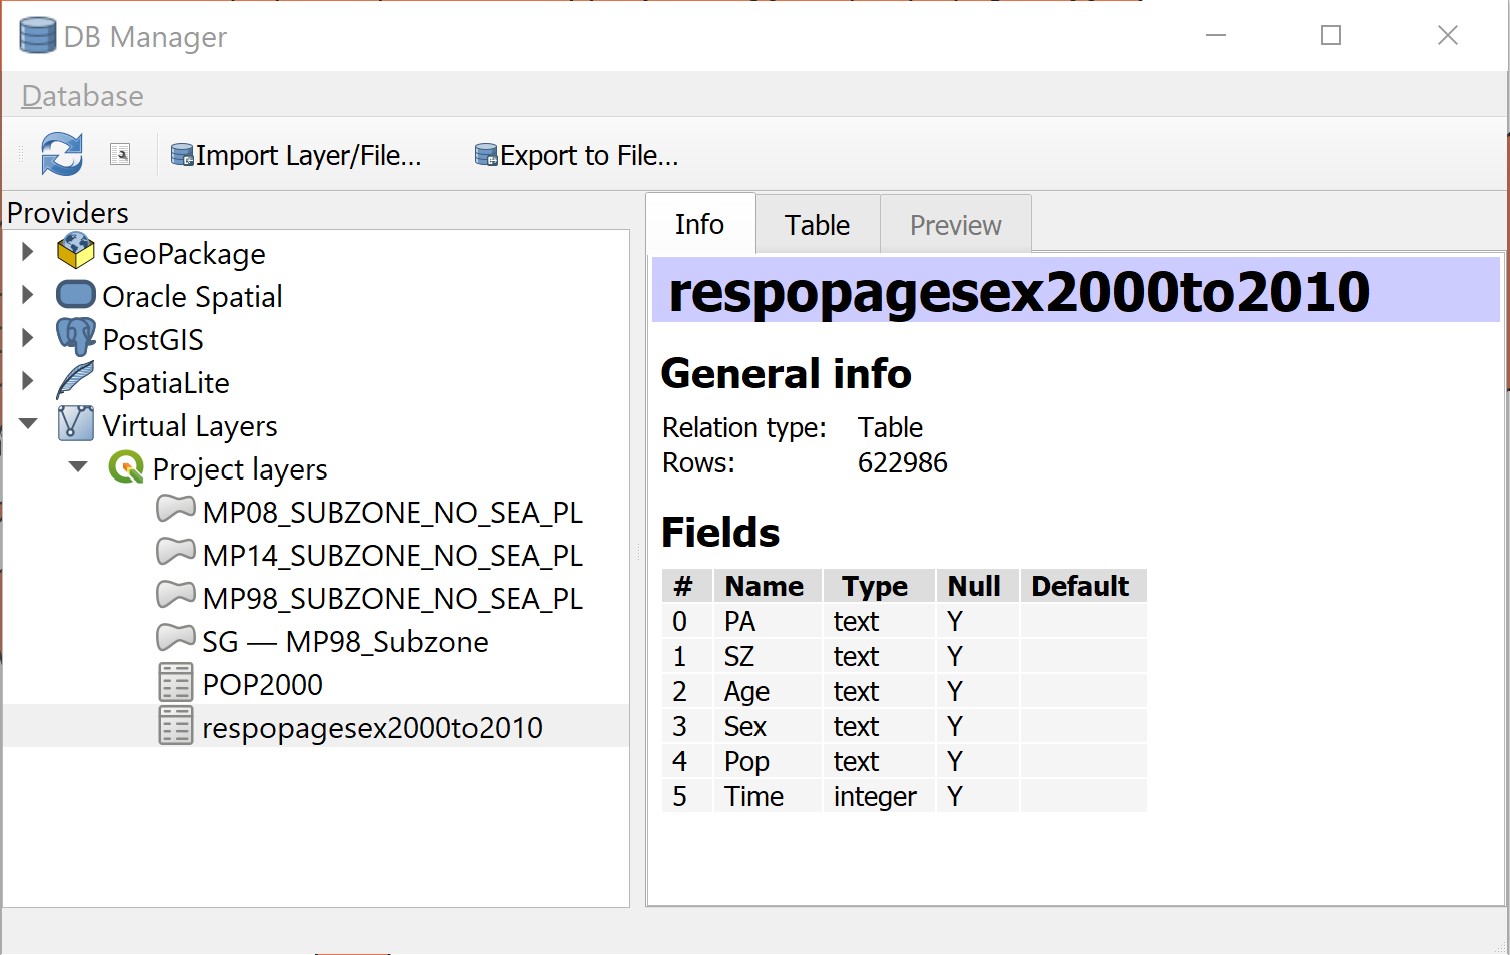 DB Manager
Database
Import Layer/File...
Export to File...
Providers
GeoPackage
Oracle Spatial
PostGIS
SpatiaLite
Virtual Layers
Project layers
MP08_SUBZONE_NO_SEA_PL
MP14_SUBZONE_NO_SEA_PL
MP98_SUBZONE_NO_SEA_PL
SG — MP98_Subzone
POP2000
respopagesex2000to2010
Info Table Preview
respopagesex2000to2010
General info
Relation type: Table
Rows: 622986
Fields
# Name Type Null Default
0 PA text Y
1 SZ text Y
2 Age text Y
3 Sex text Y
4 Pop text Y
5 Time integer Y